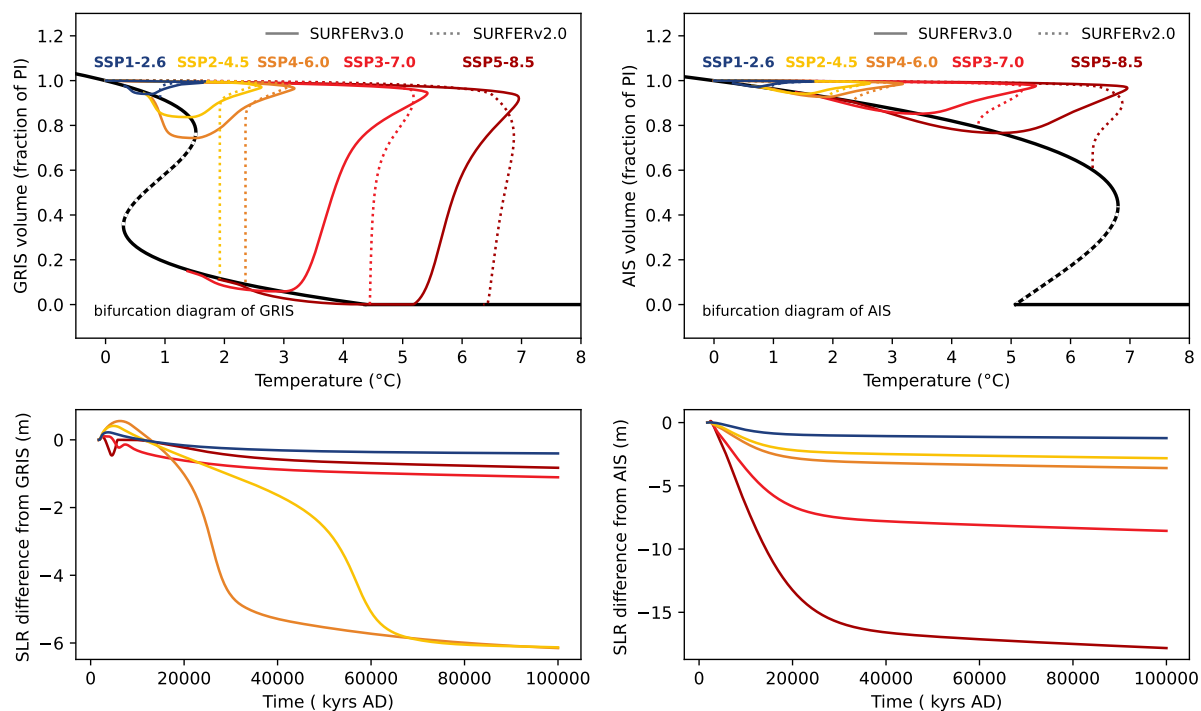 SURFERv3.0 SURFERv2.0
SSP1-2.6 SSP2-4.5 SSP4-6.0 SSP3-7.0 SSP5-8.5
1.2
1.0
0.8
0.6
0.4
0.2
0.0
GRIS volume (fraction of PI)
bifurcation diagram of GRIS
0 1 2 3 4 5 6 7 8
Temperature (°C)
SURFERv3.0 SURFERv2.0
SSP1-2.6 SSP2-4.5 SSP4-6.0 SSP3-7.0 SSP5-8.5
1.2
1.0
0.8
0.6
0.4
0.2
0.0
AIS volume (fraction of PI)
bifurcation diagram of AIS
0 1 2 3 4 5 6 7 8
Temperature (°C)
0
−2
−4
−6
SLR difference from GRIS (m)
0 20000 40000 60000 80000 100000
Time ( kyrs AD)
0
−5
−10
−15
SLR difference from AIS (m)
0 20000 40000 60000 80000 100000
Time ( kyrs AD)